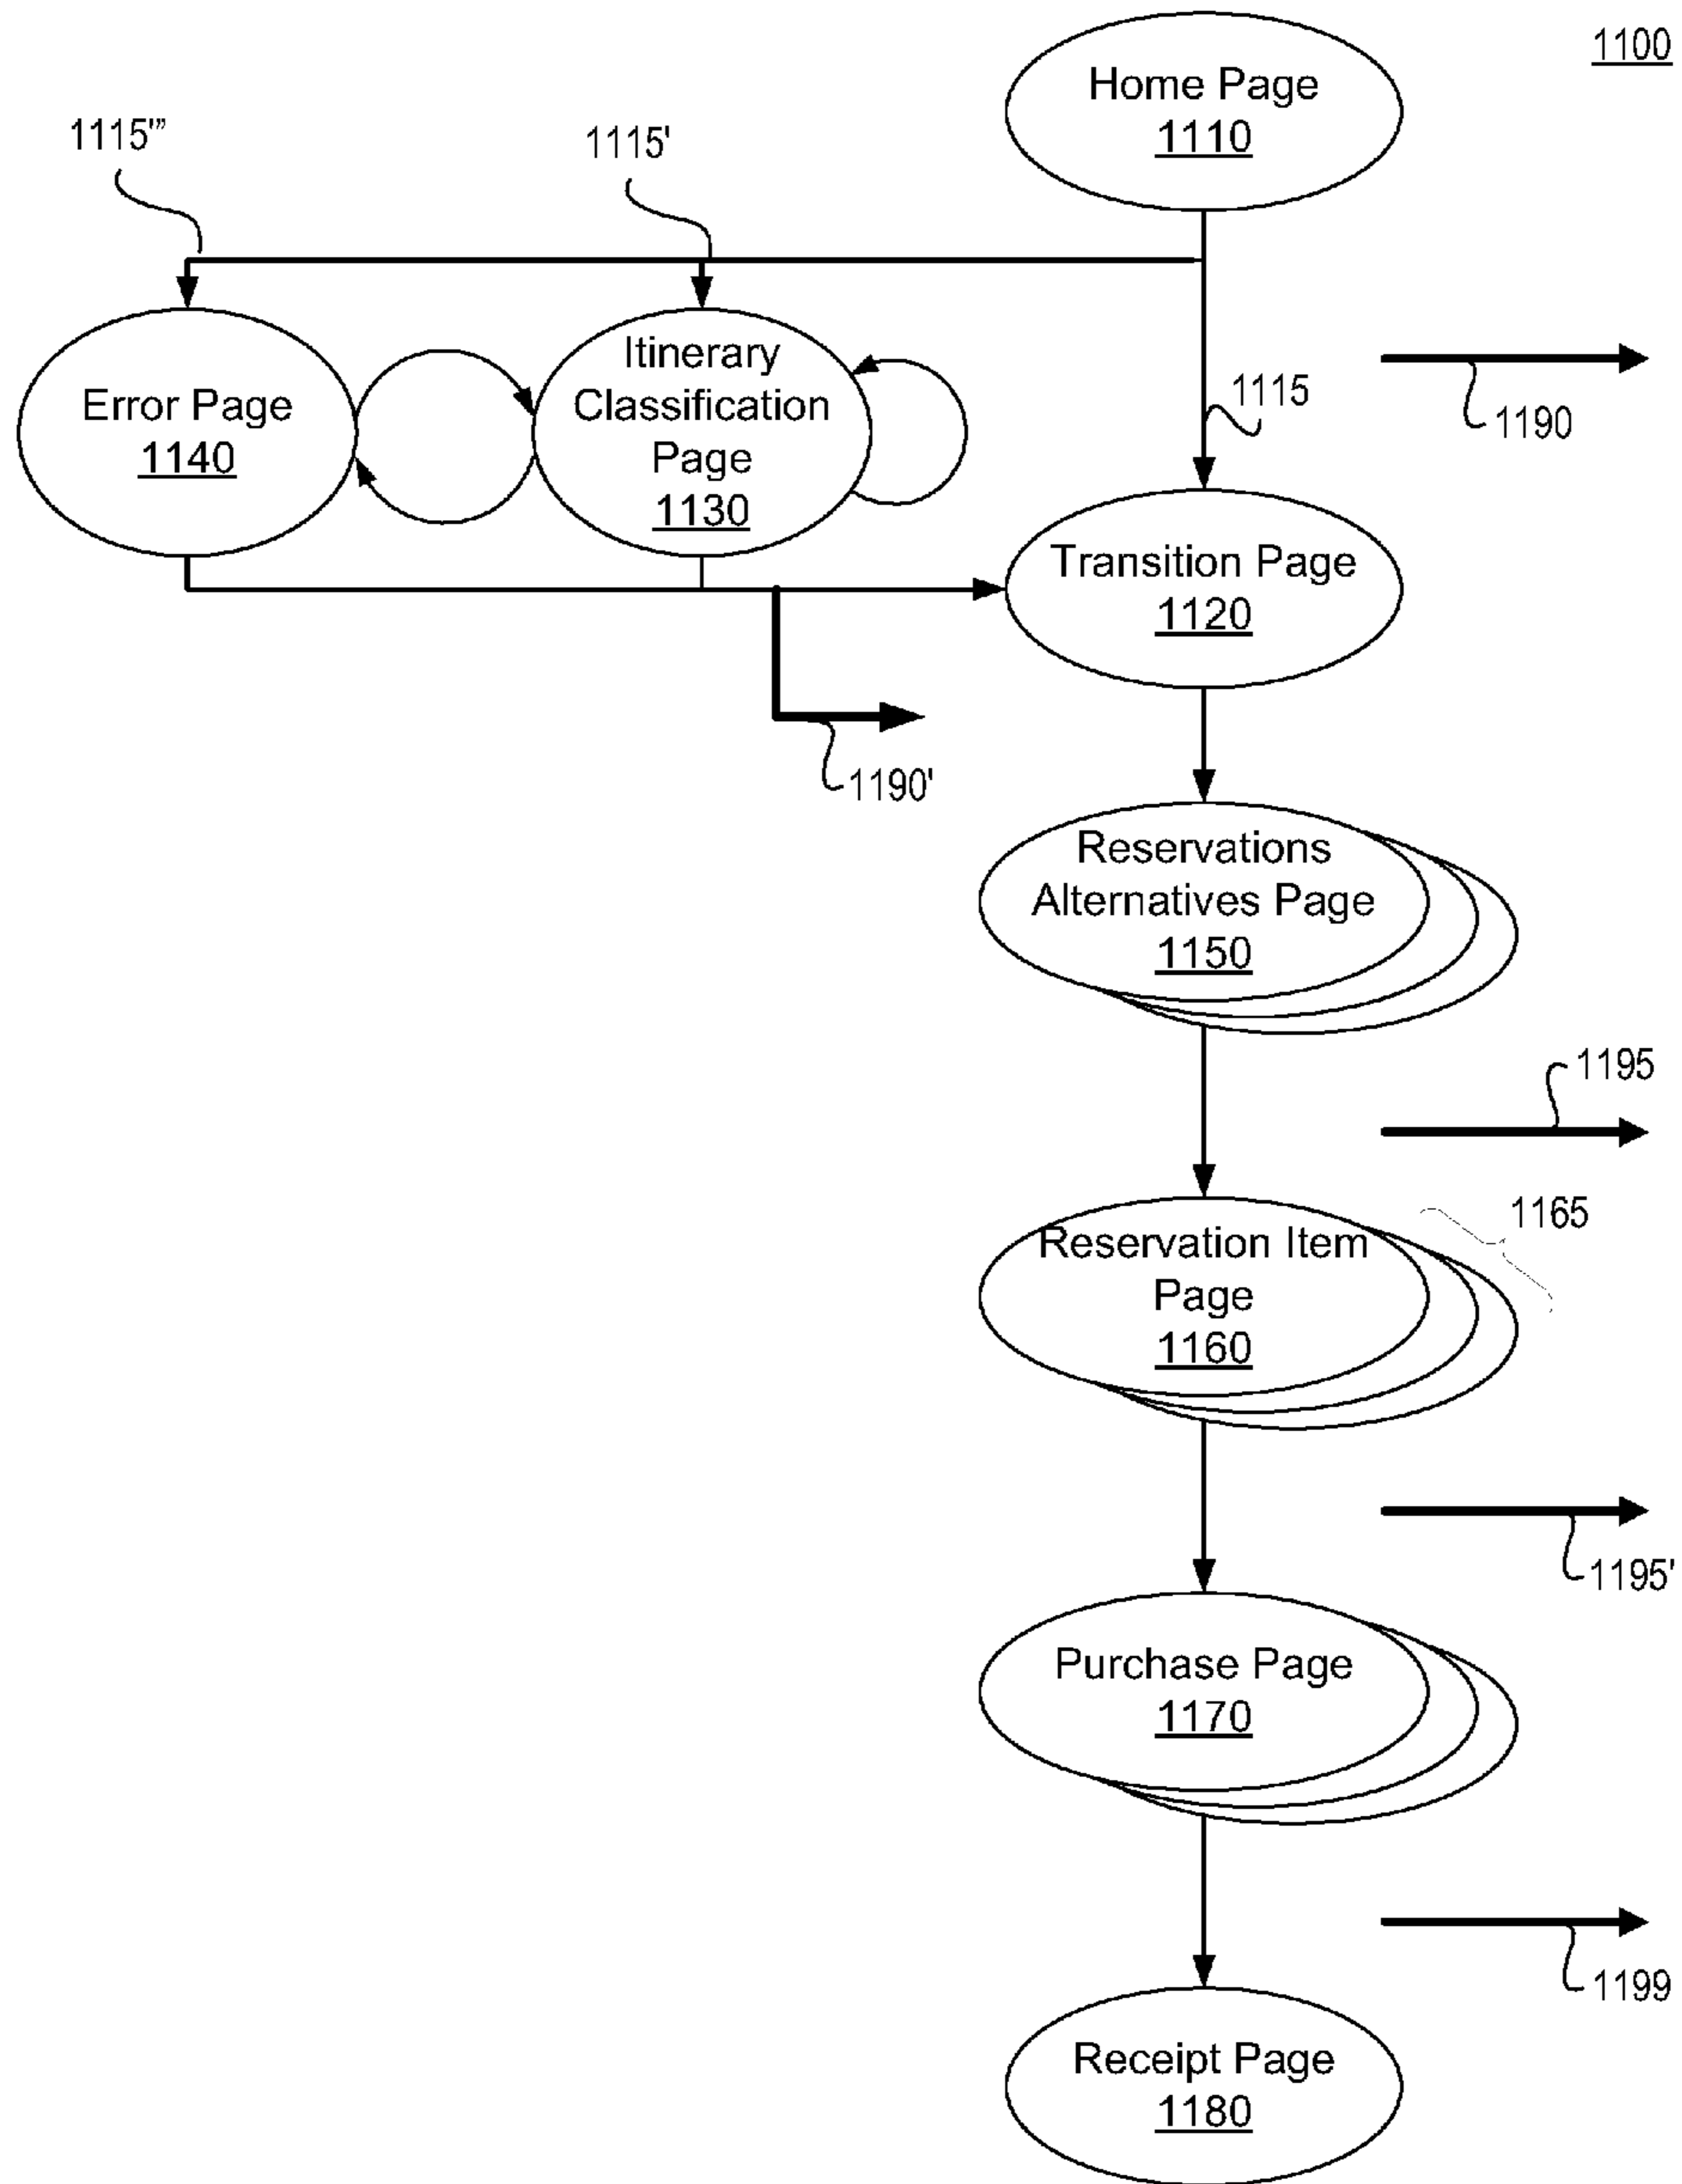 1100
Home Page
1110
1115'"
1115'
Error Page
1140
Itinerary
Classification
Page
1130
1115
1190
Transition Page
1120
1190'
Reservations
Alternatives Page
1150
1195
1165
Reservation Item
Page
1160
1195'
Purchase Page
1170
1199
Receipt Page
1180